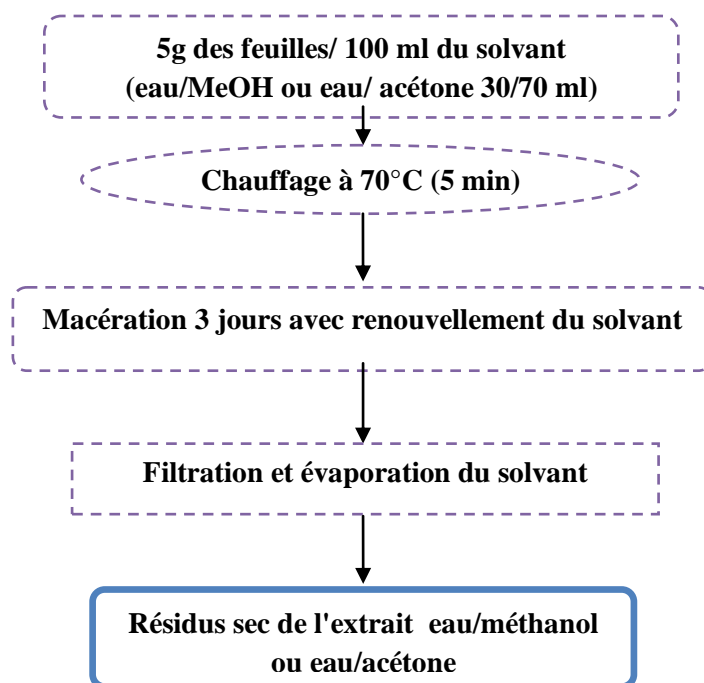 5g des feuilles/ 100 ml du solvant
(eau/MeOH ou eau/ acétone 30/70 ml)
Chauffage à 70°C (5 min)
Macération 3 jours avec renouvellement du solvant
Filtration et évaporation du solvant
Résidus sec de l'extrait eau/méthanol
ou eau/acétone